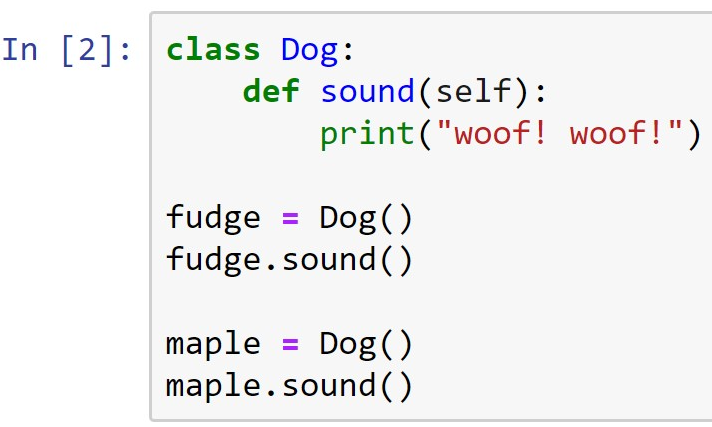 In [2]:
class Dog:
    def sound(self):
        print("woof! woof!")
fudge = Dog()
fudge.sound()
maple = Dog()
maple.sound()